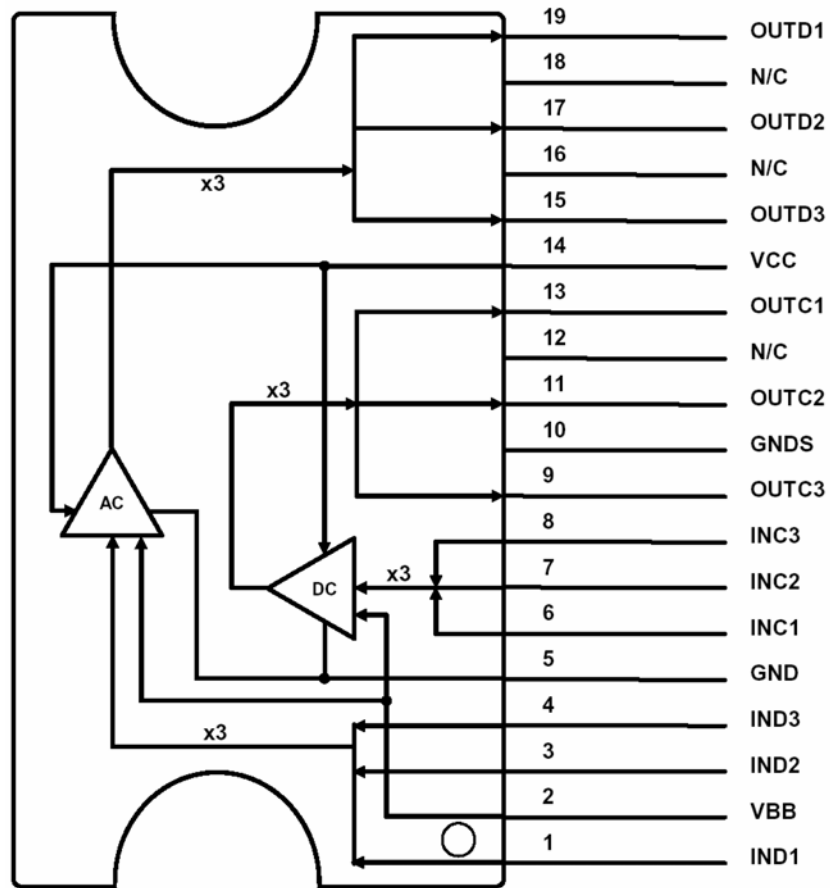 19 OUTD1
18 N/C
17 OUTD2
16 N/C
x3
15 OUTD3
14 VCC
13 OUTC1
12 N/C
x3
11 OUTC2
10 GNDS
9 OUTC3
AC
8 INC3
x3
7 INC2
DC
6 INC1
5 GND
4 IND3
x3
3 IND2
2 VBB
1 IND1